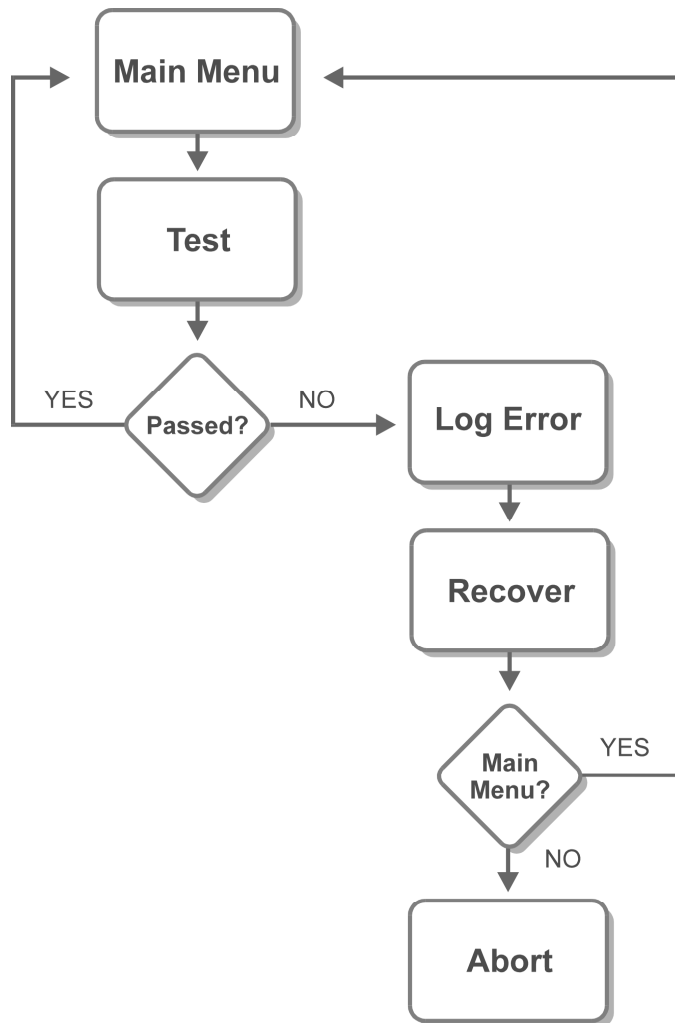 Main Menu
Test
YES
Passed?
NO
Log Error
Recover
Main
Menu?
YES
NO
Abort